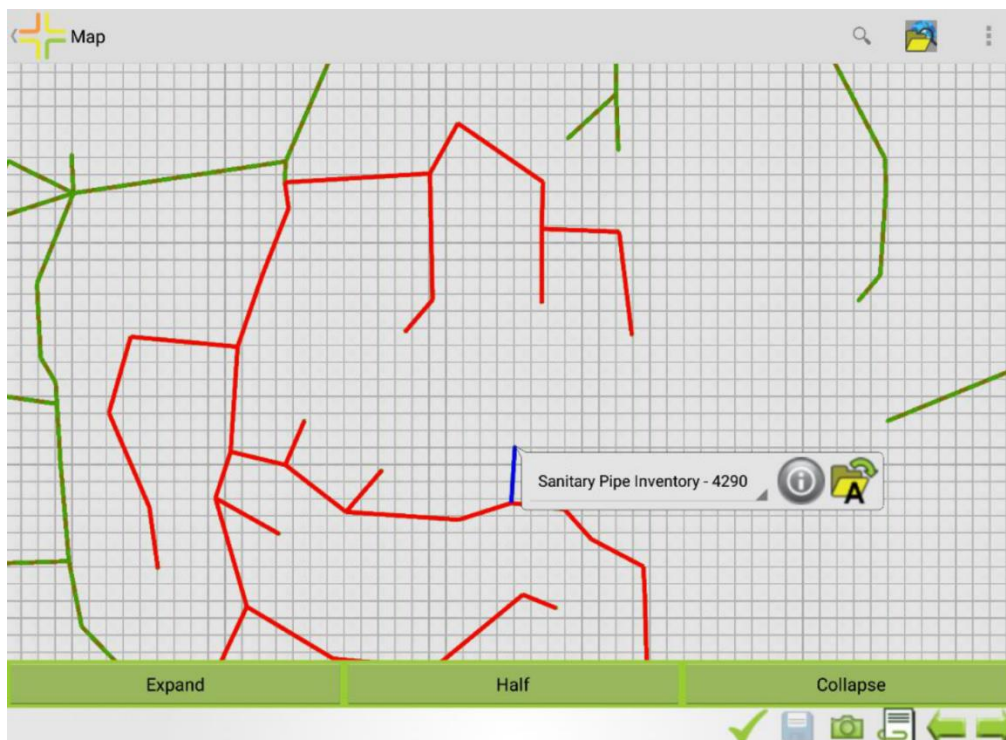 Map
Sanitary Pipe Inventory - 4290
A
Expand
Half
Collapse